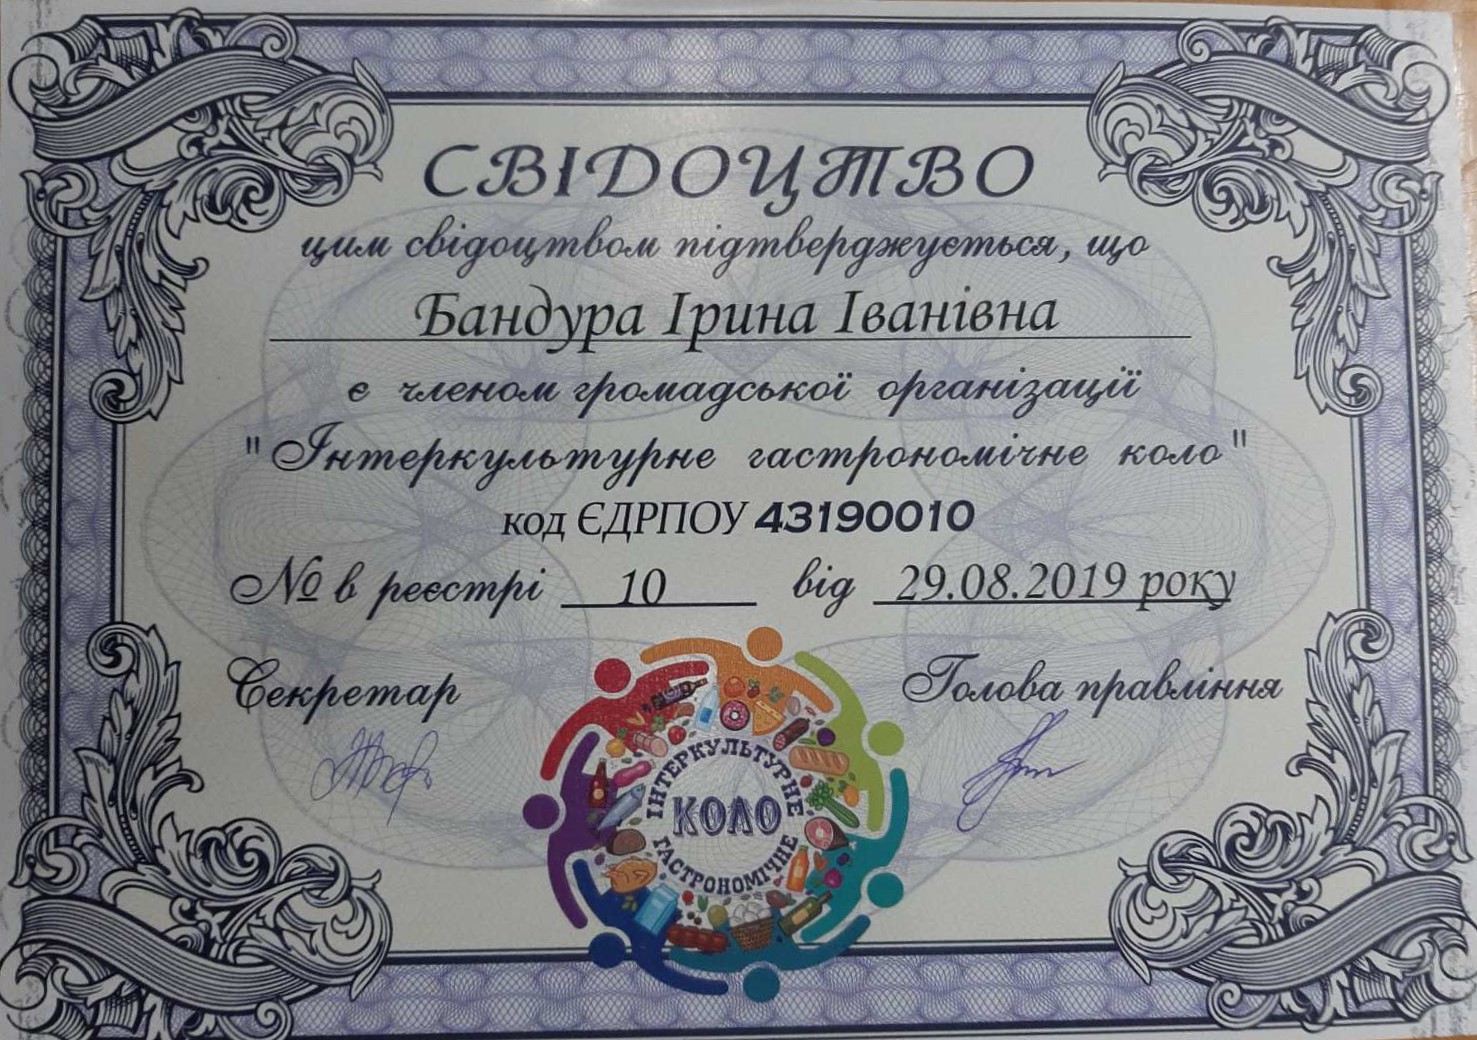 СВІДОЦТВО
цим свідоцтвом підтверджується, що
Бандура Ірина Іванівна
є членом громадської організації
"Інтеркультурне гастрономічне коло"
код ЄДРПОУ 43190010
№ в реєстрі 10 від 29.08.2019 року
Секретар Голова правління
ІНТЕРКУЛЬТУРНЕ
КОЛО
ГАСТРОНОМІЧНЕ